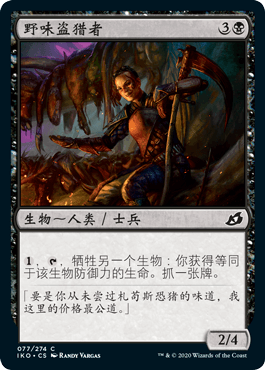 野味盗猎者 3
生物~人类／士兵
1，，牺牲另一个生物：你获得等同
于该生物防御力的生命。抓一张牌。
「要是你从未尝过札苟斯恐猎的味道，我
这里的价格最公道。」
2/4
077/274 C
IKO • CS RANDY VARGAS
™ & © 2020 Wizards of the Coast